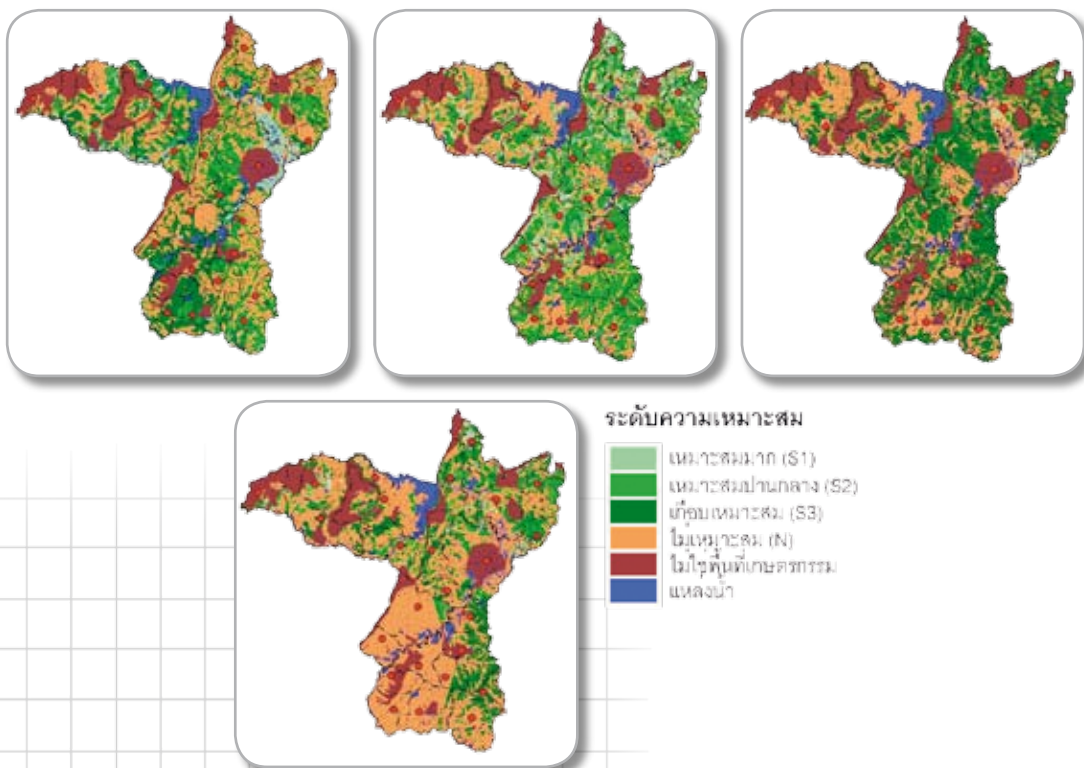 ระดับความเหมาะสม
เหมาะสมมาก (S1)
เหมาะสมปานกลาง (S2)
เกือบเหมาะสม (S3)
ไม่เหมาะสม (N)
ไม่ใช่พื้นที่เกษตรกรรม
แหล่งน้ำ